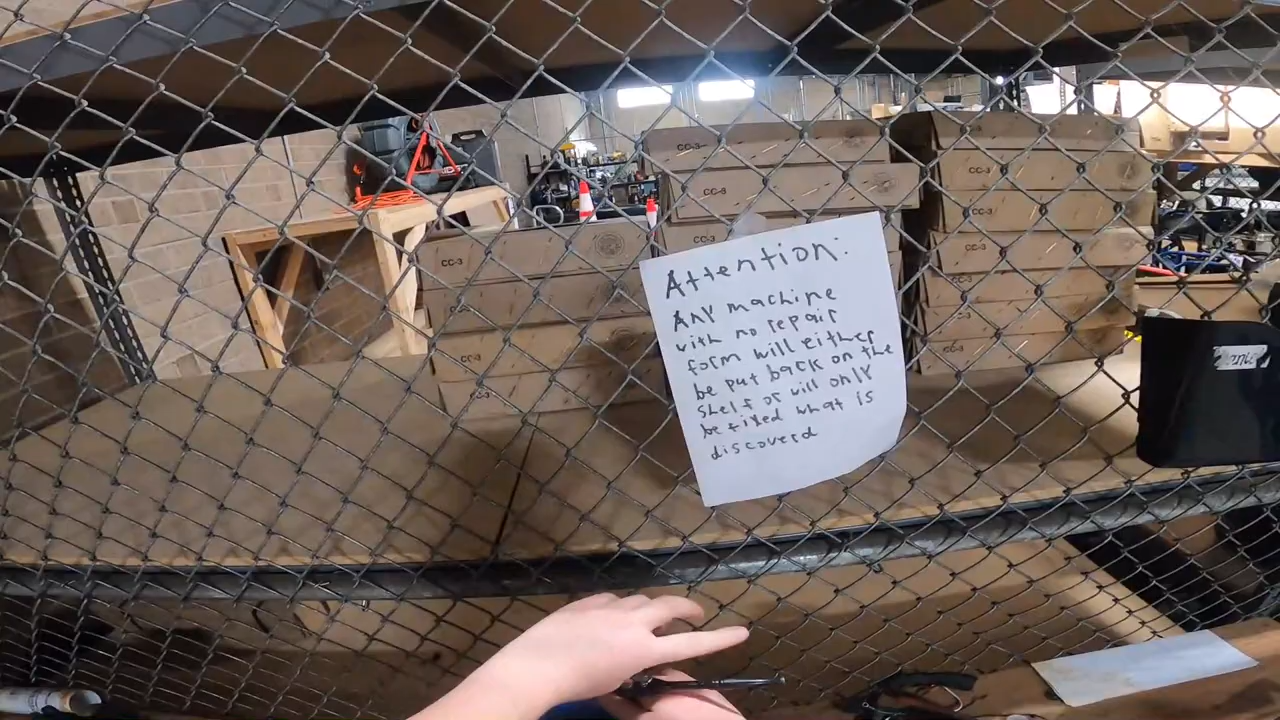 Attention:
Any machine
with no repair
form will either
be put back on the
shelf or will only
be fixed what is
discoverd
CC-3
CC-3
CC-3
CC-3
CC-3
CC-3
CC-3